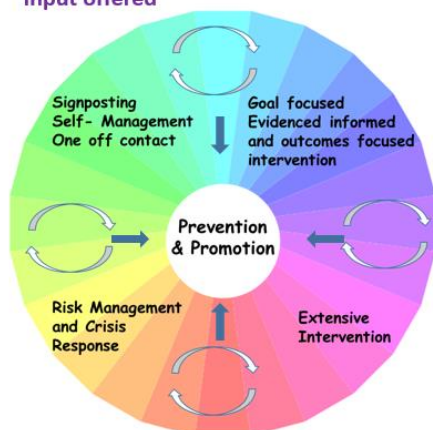 Input offered
Signposting
Self- Management
One off contact
Goal focused
Evidenced informed
and outcomes focused
intervention
Prevention
& Promotion
Risk Management
and Crisis
Response
Extensive
Intervention